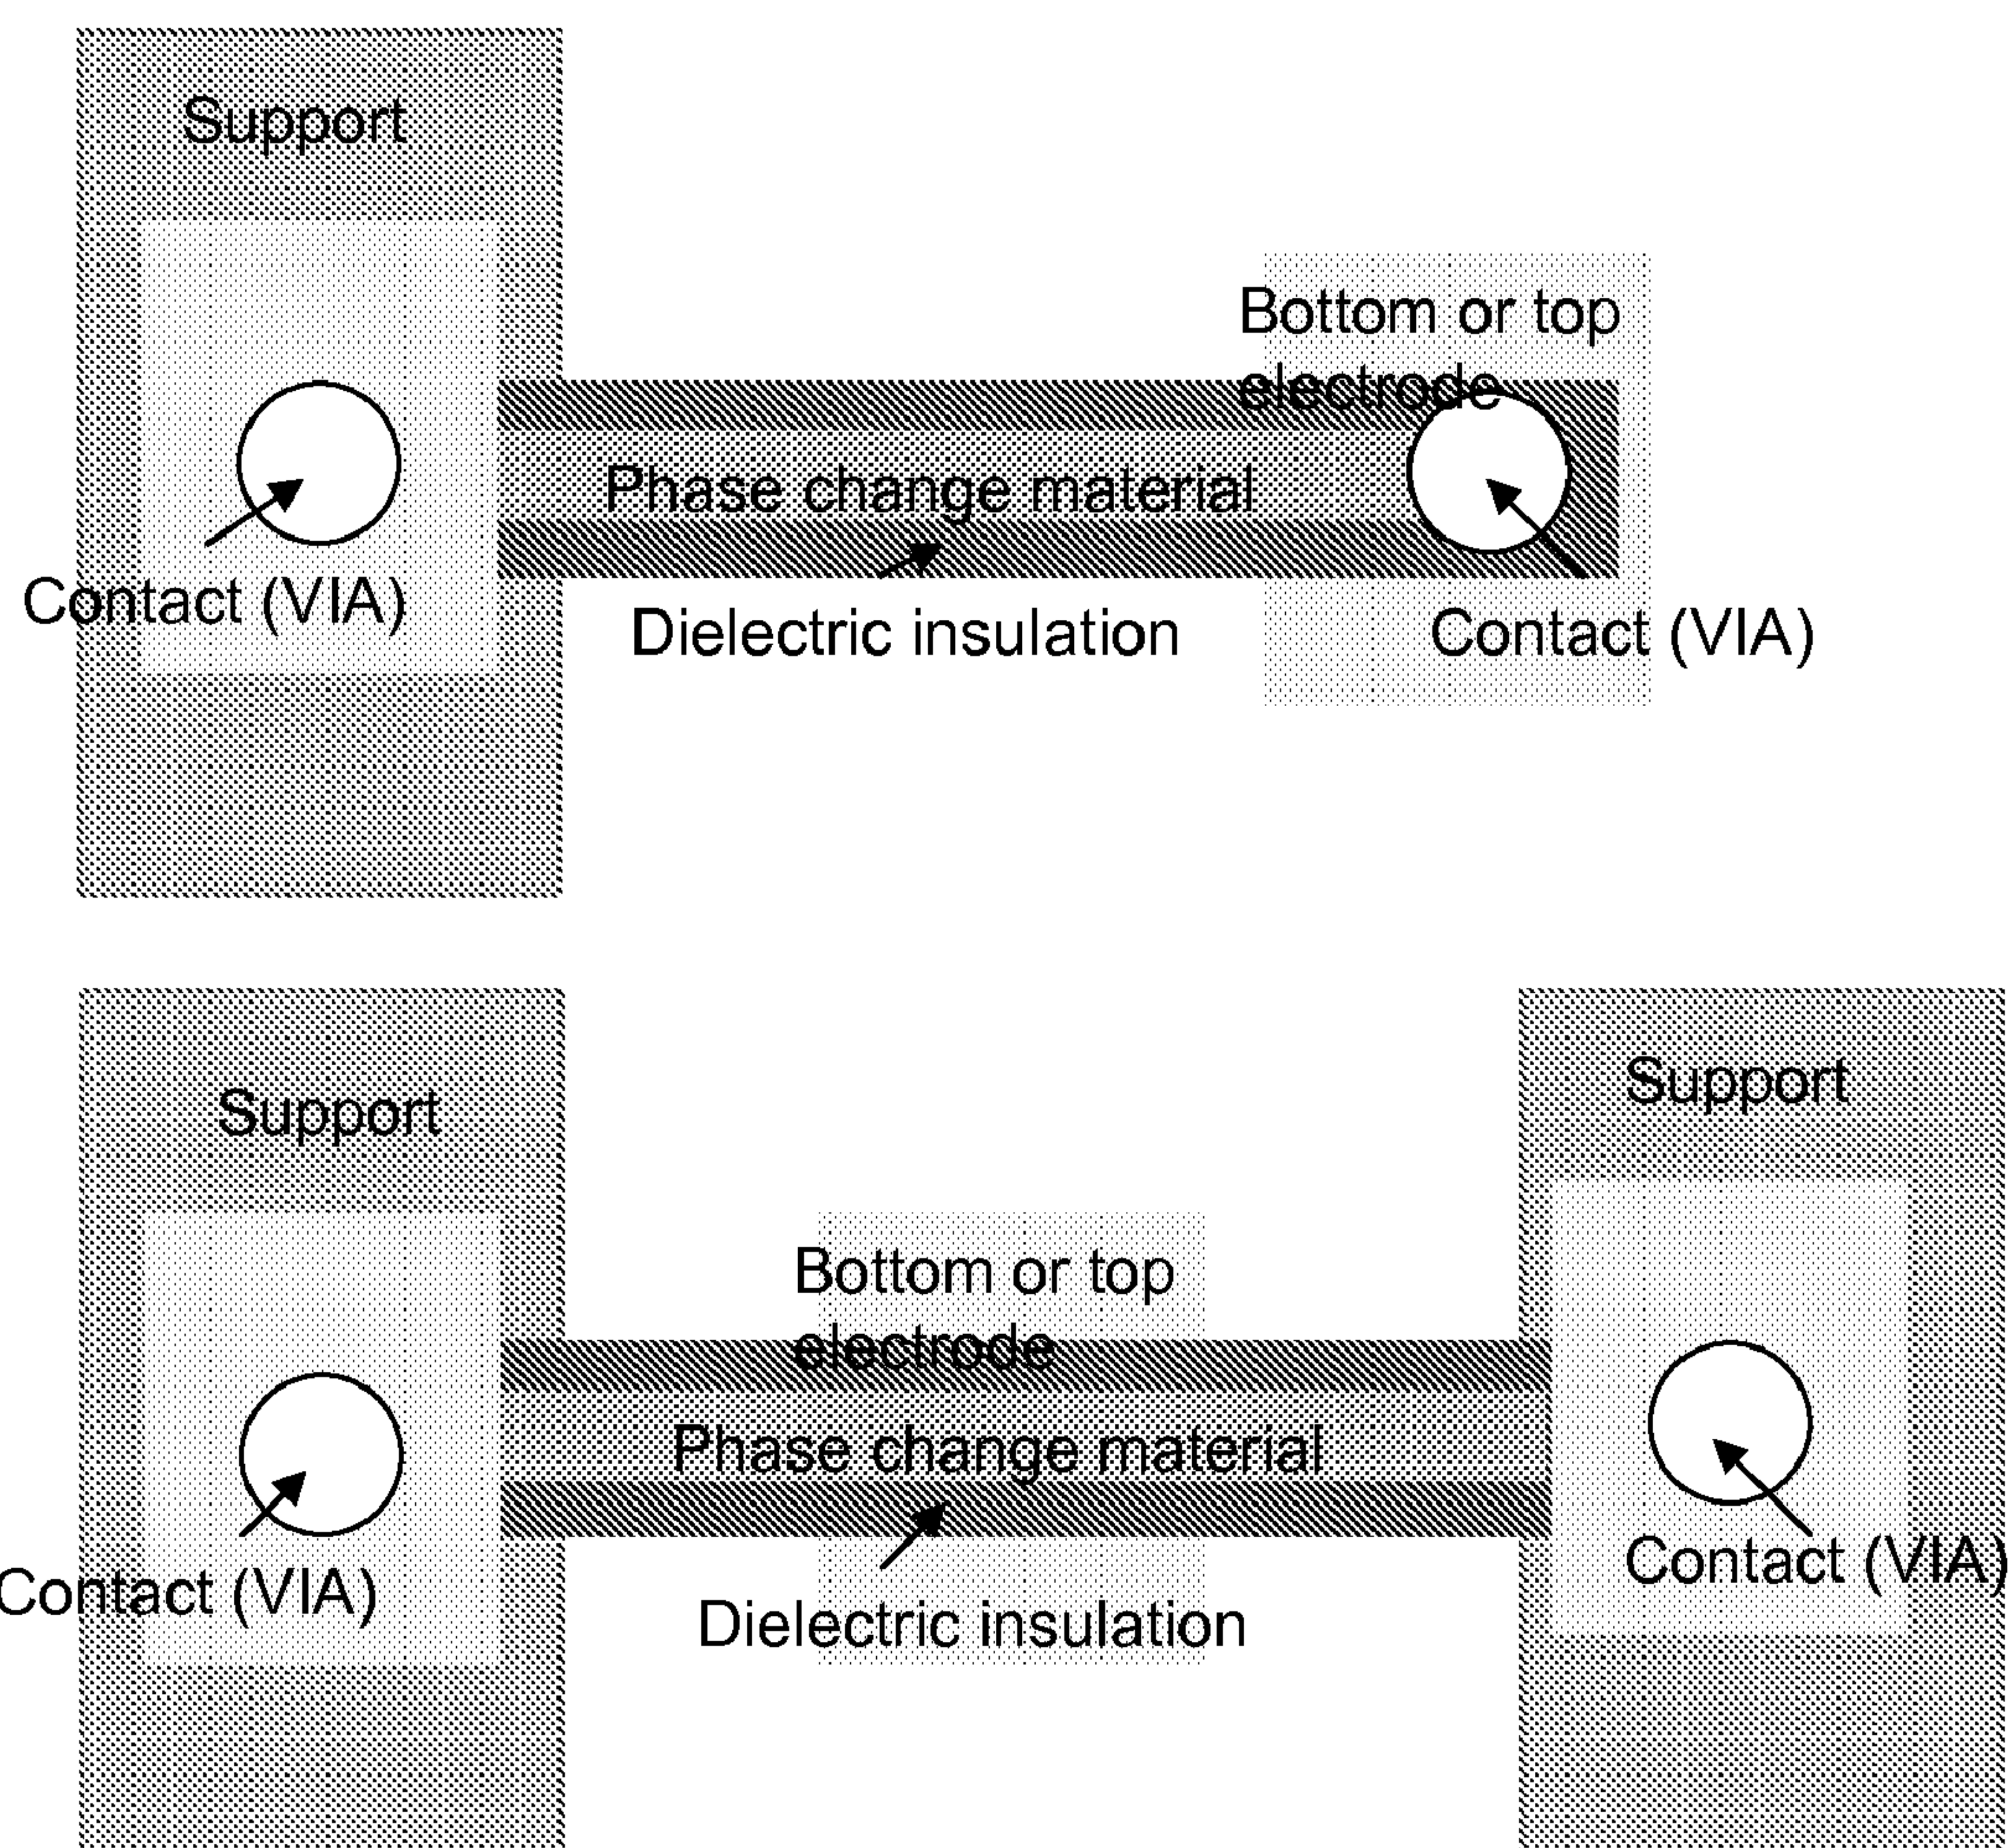 Support
Bottom or top
electrode
Phase change material
Contact (VIA)
Dielectric insulation
Contact (VIA)
Support
Support
Bottom or top
electrode
Phase change material
Contact (VIA)
Contact (VIA)
Dielectric insulation